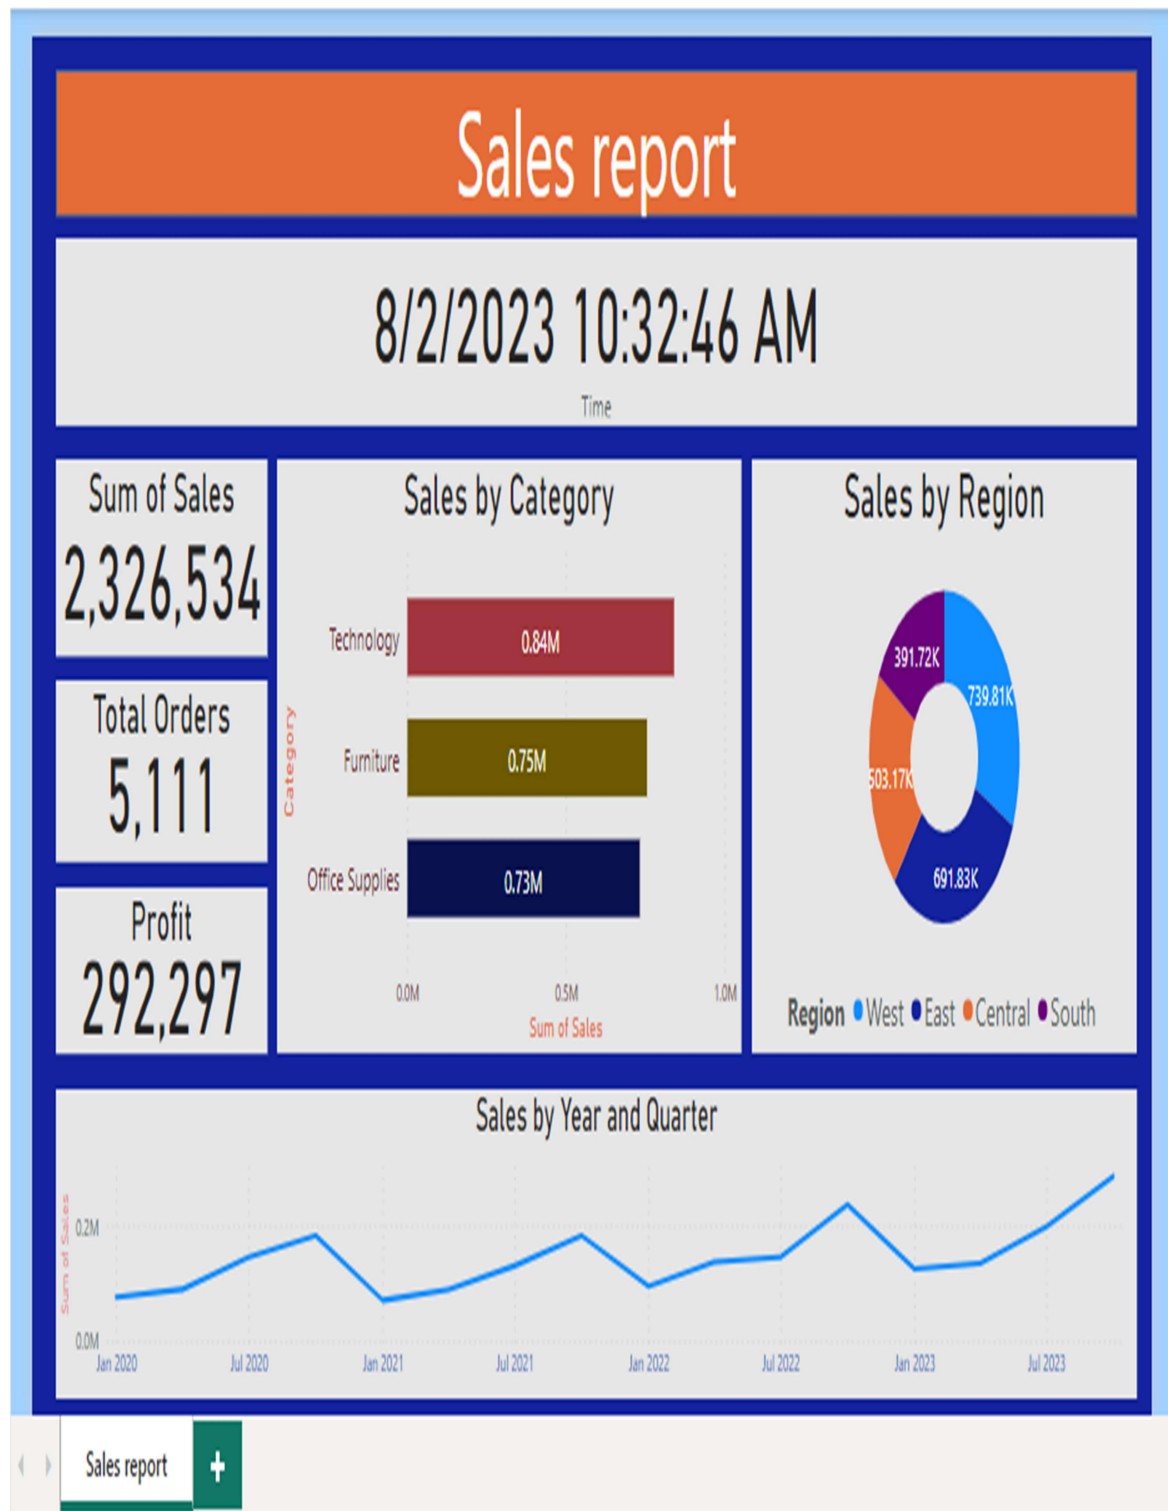 Sales report
8/2/2023 10:32:46 AM
Time
Sum of Sales
2,326,534
Total Orders
5,111
Profit
292,297
Sales by Category
Category
Technology
0.84M
Furniture
0.75M
Office Supplies
0.73M
0.0M 0.5M 1.0M
Sum of Sales
Sales by Region
391.72K
739.81K
503.17K
691.83K
Region West East Central South
Sales by Year and Quarter
Sum of Sales
0.2M
0.0M
Jan 2020 Jul 2020 Jan 2021 Jul 2021 Jan 2022 Jul 2022 Jan 2023 Jul 2023
Sales report +